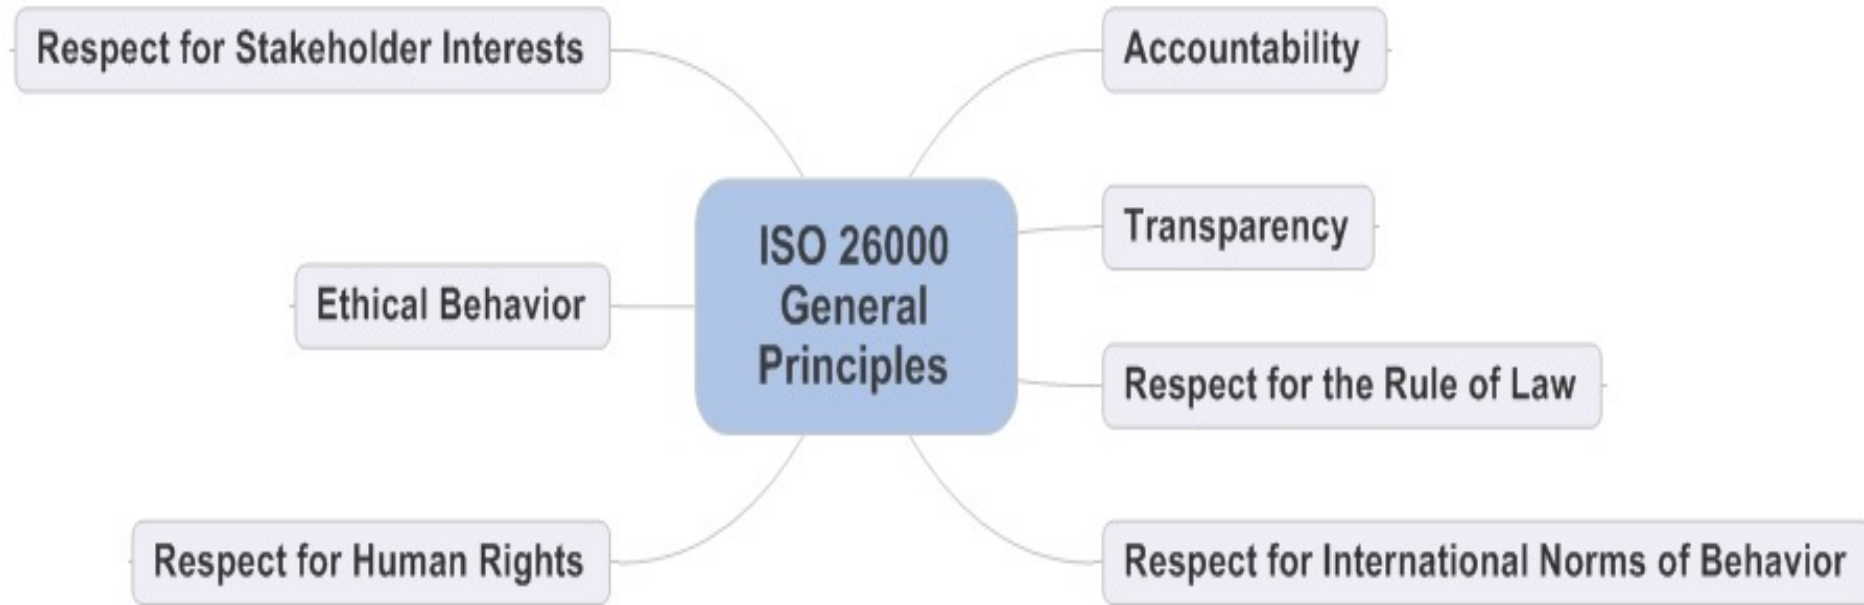 Respect for Stakeholder Interests
Accountability
Transparency
ISO 26000
General
Principles
Ethical Behavior
Respect for the Rule of Law
Respect for Human Rights
Respect for International Norms of Behavior